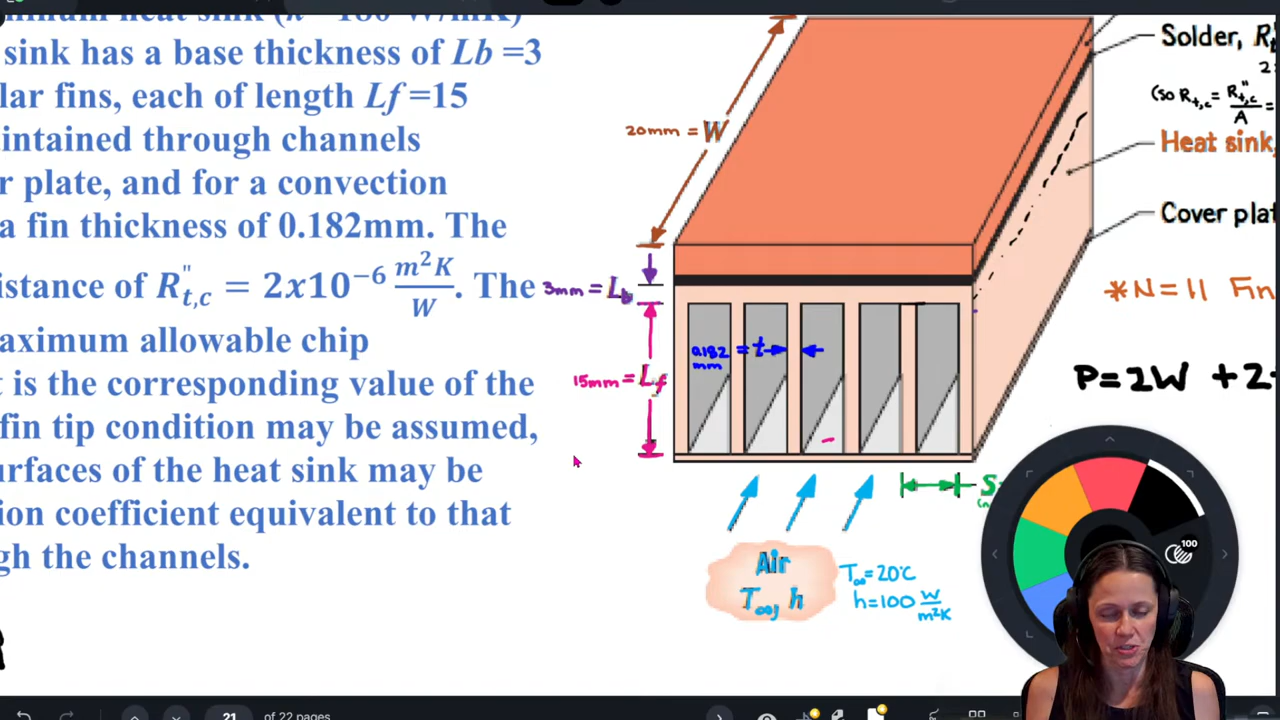 sink has a base thickness of Lb =3
lar fins, each of length Lf =15
intained through channels
r plate, and for a convection
a fin thickness of 0.182mm. The
istance of R"t,c = 2x10−6 m²K/W. The
aximum allowable chip
t is the corresponding value of the
fin tip condition may be assumed,
urfaces of the heat sink may be
ion coefficient equivalent to that
gh the channels.
20mm = W
3mm = Lb
0.182 = t
mm
15mm = Lf
Air
T∞, h
T∞ = 20°C
h = 100 W/m²K
S
Solder, R"t
(so Rt,c = R"t,c/A =
Heat sink,
Cover plat
*N = 11 Fin
P = 2W + 2
100
21 of 22 pages